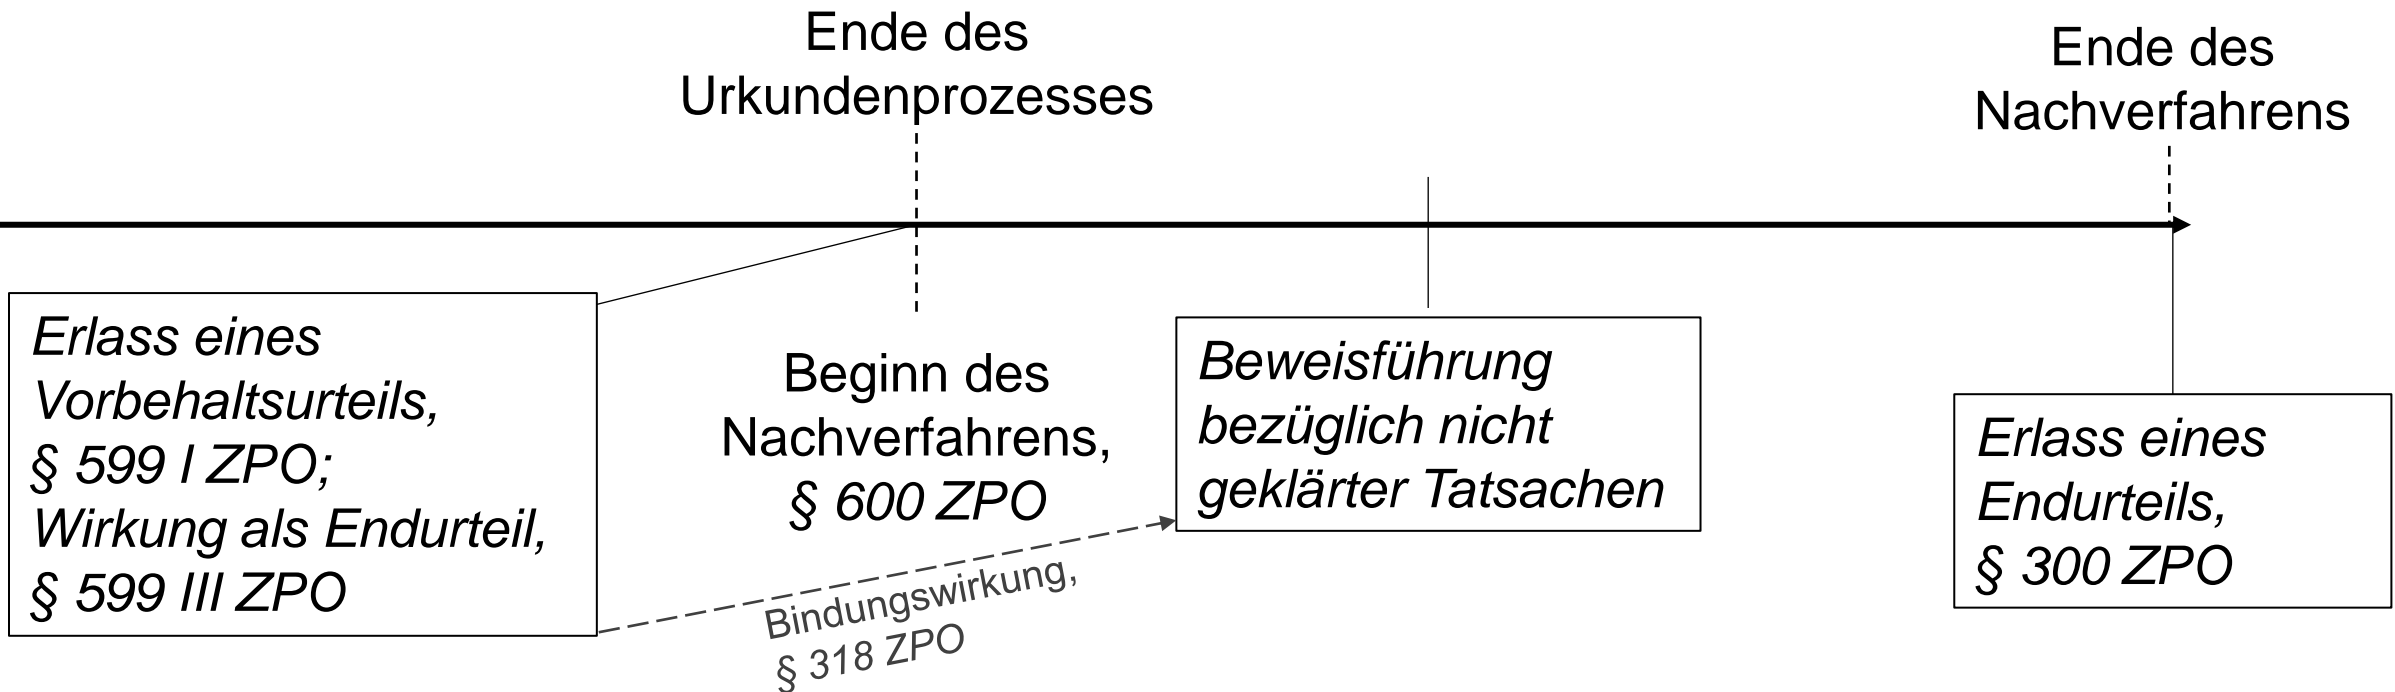 Ende des
Urkundenprozesses
Ende des
Nachverfahrens
Erlass eines
Vorbehaltsurteils,
§ 599 I ZPO;
Wirkung als Endurteil,
§ 599 III ZPO
Beginn des
Nachverfahrens,
§ 600 ZPO
Bindungswirkung,
§ 318 ZPO
Beweisführung
bezüglich nicht
geklärter Tatsachen
Erlass eines
Endurteils,
§ 300 ZPO